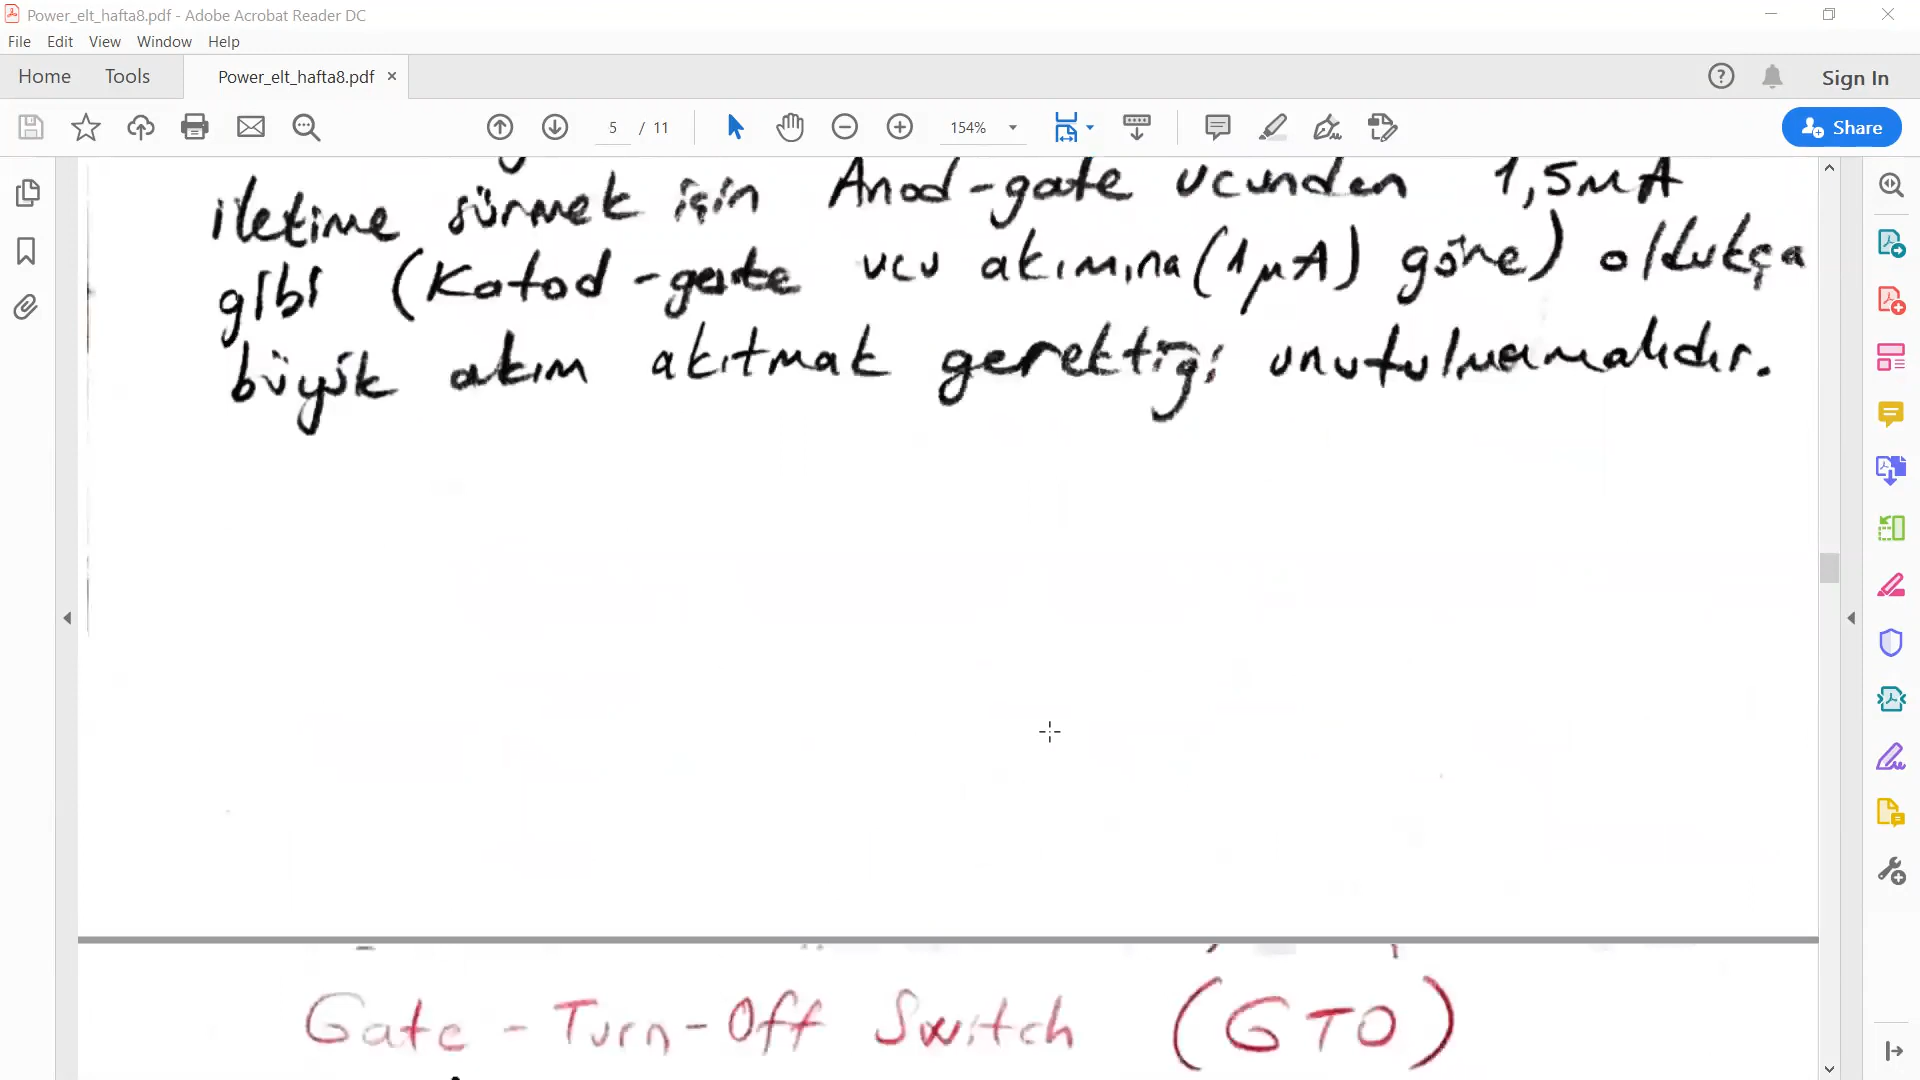 Power_elt_hafta8.pdf - Adobe Acrobat Reader DC
File Edit View Window Help
Home Tools Power_elt_hafta8.pdf × Sign In
5 / 11 154% Share
iletime sürmek için Anod-gate ucundan 1,5mA
gibi (Katod-gate ucu akımına (1μA) göre) oldukça
büyük akım akıtmak gerektiği unutulmamalıdır.
Gate-Turn-Off Switch (GTO)